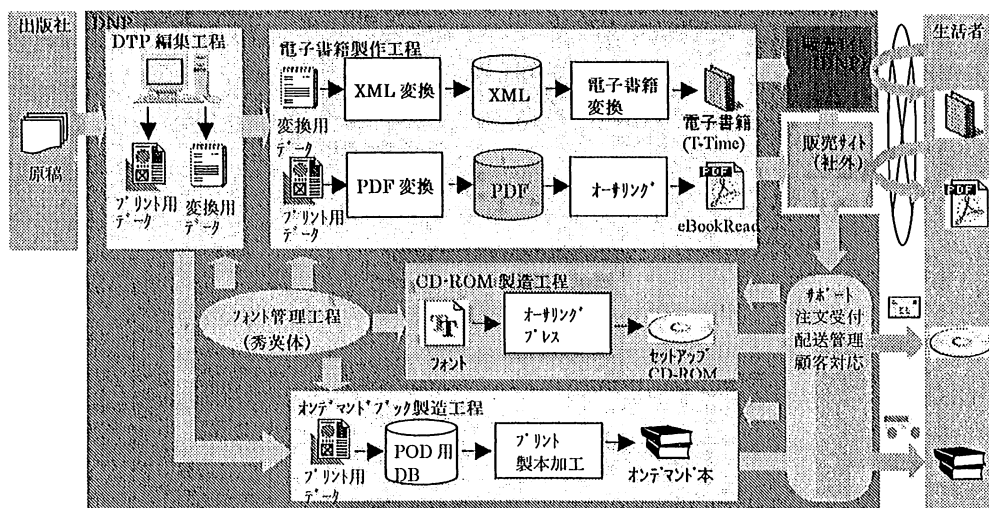 出版社
原稿
DNP
DTP 編集工程
プリント用
データ
変換用
データ
電子書籍製作工程
変換用
データ
XML 変換
XML
電子書籍
変換
電子書籍
(T-Time)
プリント用
データ
PDF 変換
PDF
オーサリング
PDF
eBookRead
(DNP)
販売サイト
(社外)
生活者
PDF
フォント管理工程
(秀英体)
CD-ROM 製造工程
フォント
オーサリング
プレス
セットアップ
CD-ROM
サポート
注文受付
配送管理
顧客対応
オンデマンドブック製造工程
プリント用
データ
POD 用
DB
プリント
製本加工
オンデマンド本